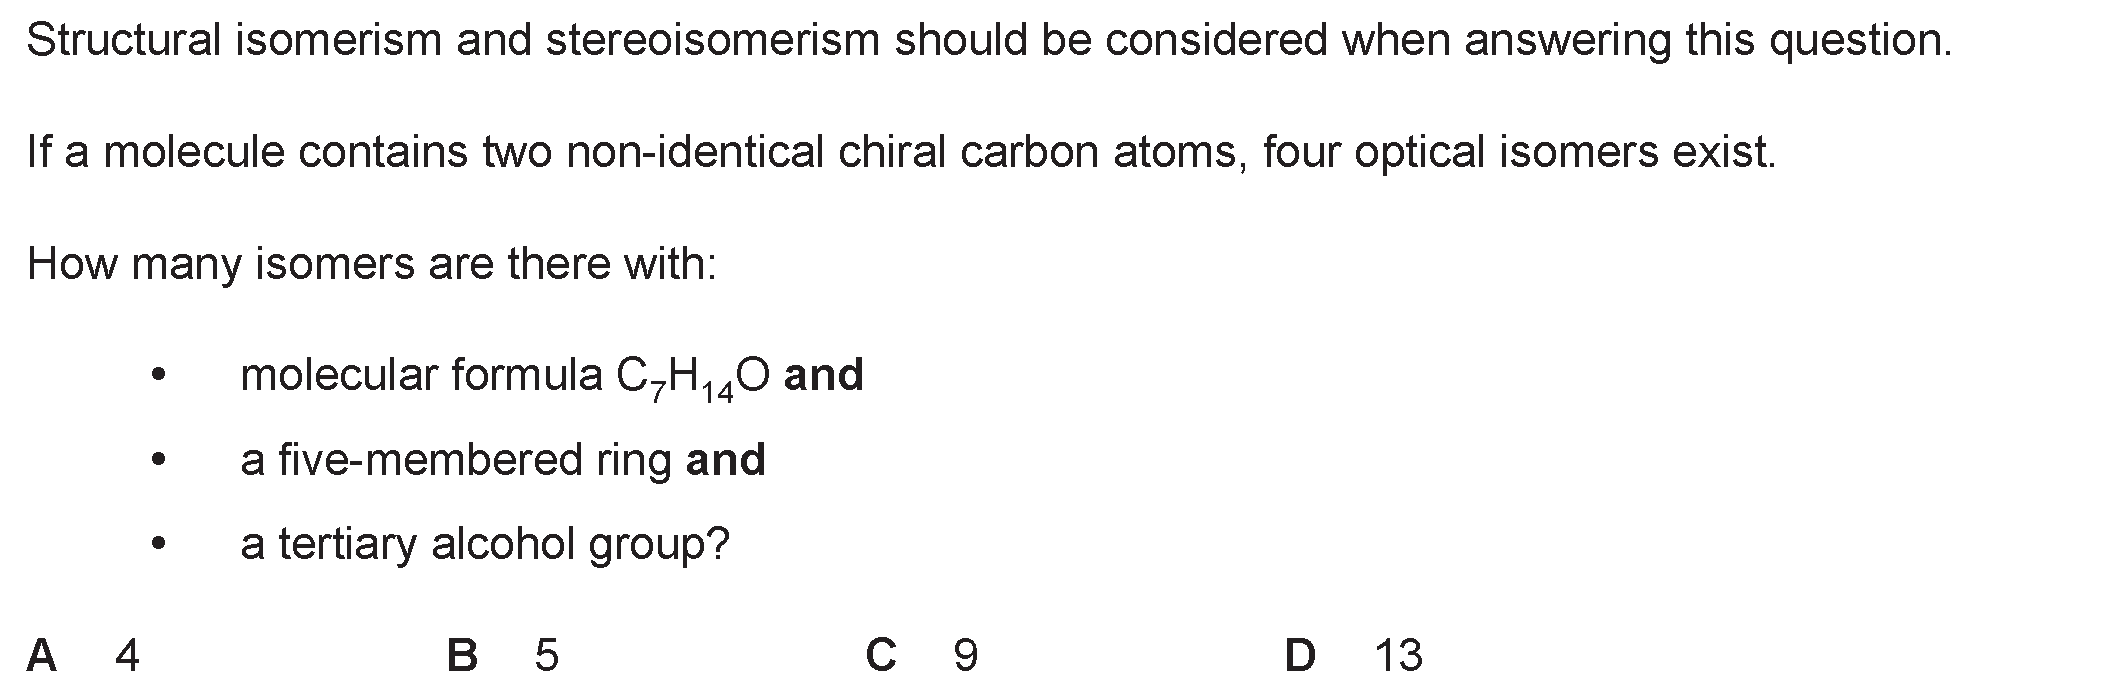 Structural isomerism and stereoisomerism should be considered when answering this question.
If a molecule contains two non-identical chiral carbon atoms, four optical isomers exist.
How many isomers are there with:
• molecular formula C₇H₁₄O and
• a five-membered ring and
• a tertiary alcohol group?
A 4 B 5 C 9 D 13